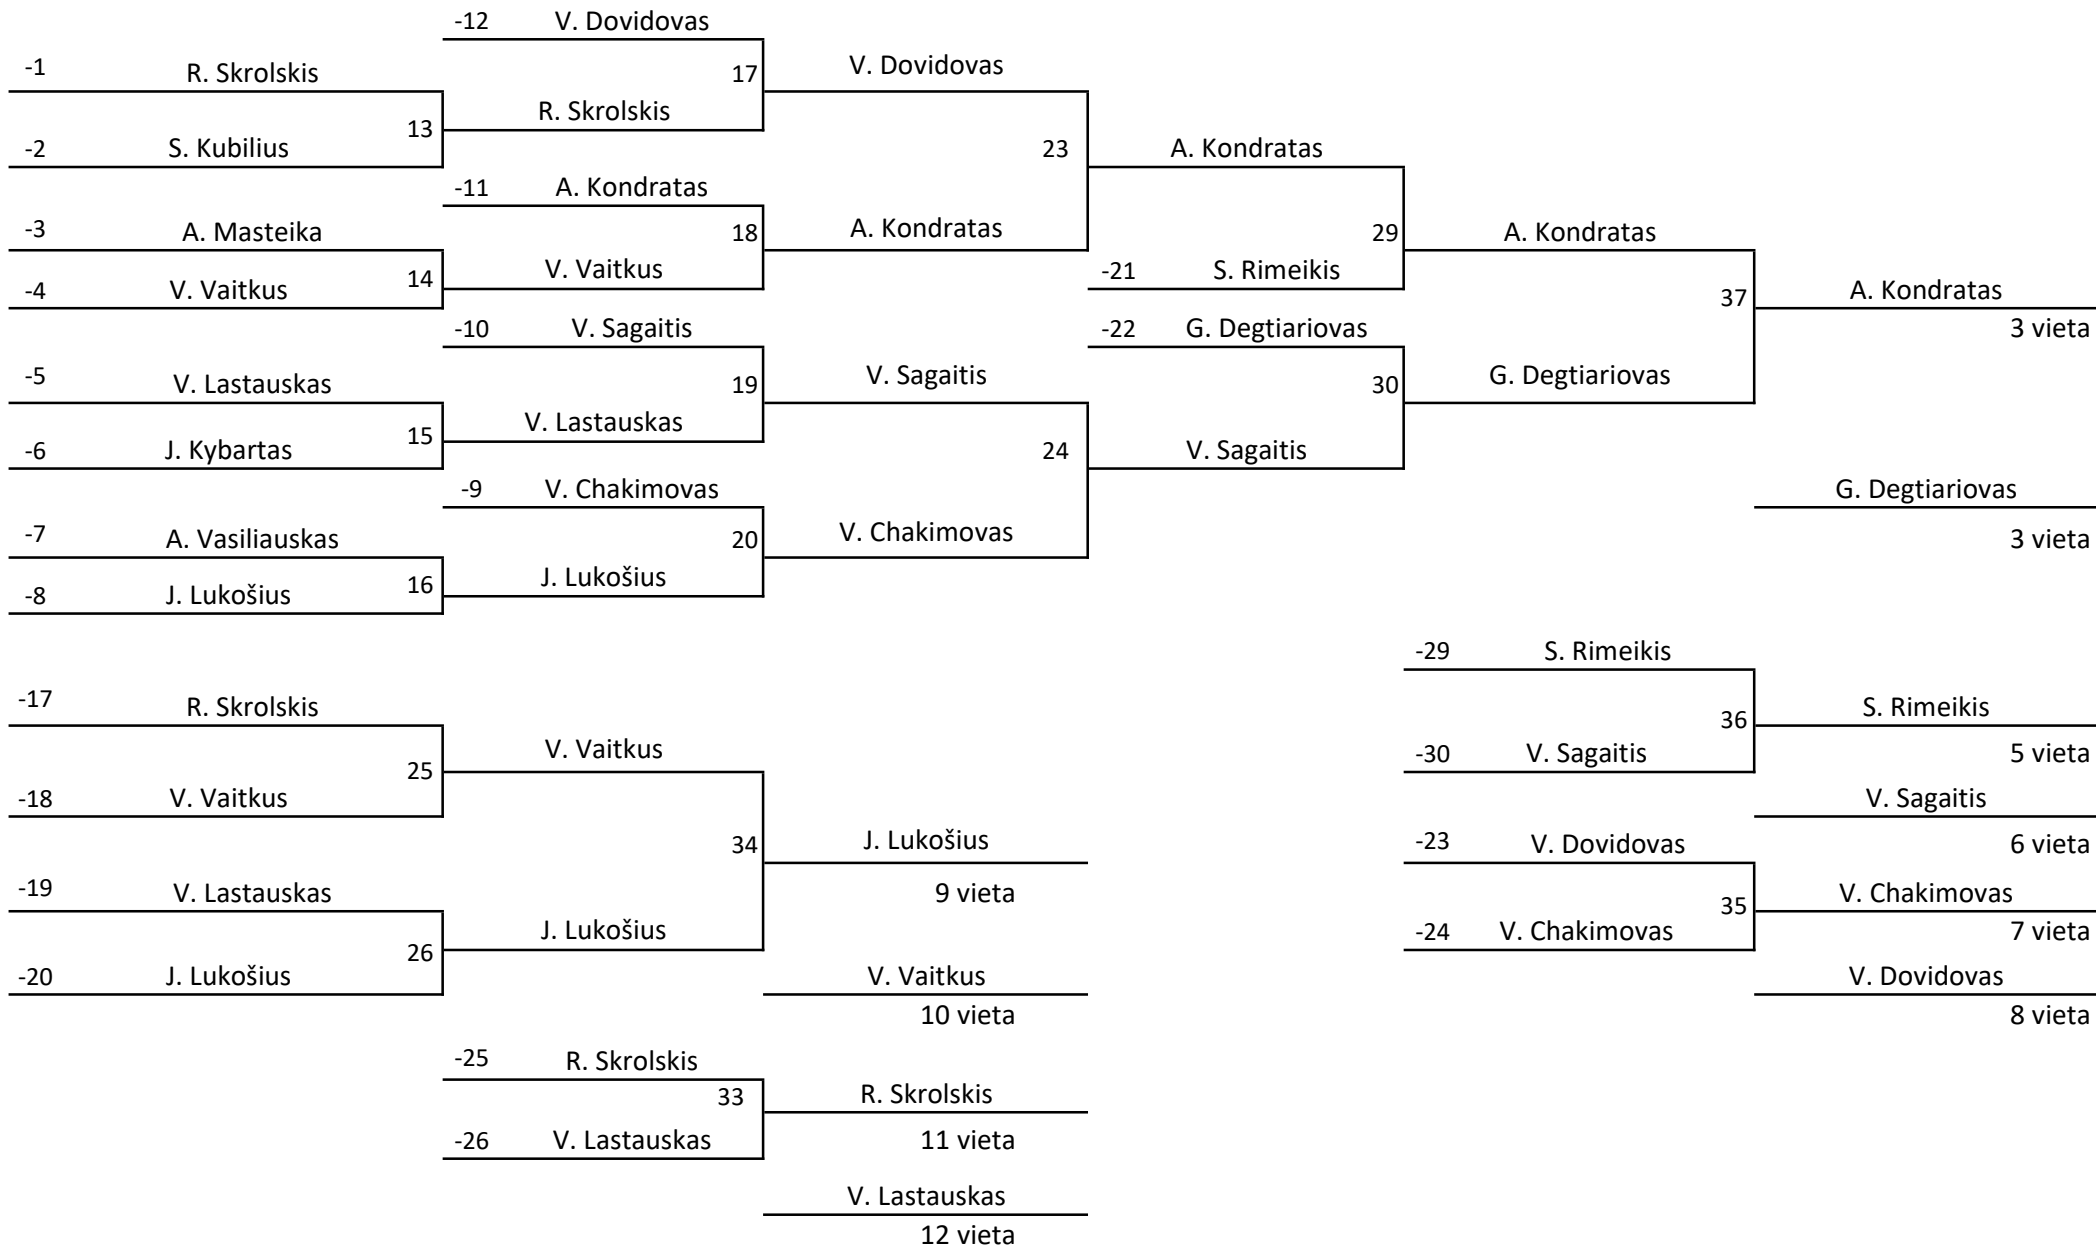 -12 V. Dovidovas
-1 R. Skrolskis 17 V. Dovidovas
13 R. Skrolskis
-2 S. Kubilius 23 A. Kondratas
-11 A. Kondratas
-3 A. Masteika 18 A. Kondratas 29 A. Kondratas
14 V. Vaitkus -21 S. Rimeikis
-4 V. Vaitkus 37 A. Kondratas
-10 V. Sagaitis -22 G. Degtiariovas 3 vieta
-5 V. Lastauskas 19 V. Sagaitis 30 G. Degtiariovas
15 V. Lastauskas
-6 J. Kybartas 24 V. Sagaitis
-9 V. Chakimovas G. Degtiariovas
-7 A. Vasiliauskas 20 V. Chakimovas 3 vieta
16 J. Lukošius
-8 J. Lukošius
-29 S. Rimeikis
-17 R. Skrolskis 36 S. Rimeikis
25 V. Vaitkus -30 V. Sagaitis 5 vieta
-18 V. Vaitkus V. Sagaitis
34 J. Lukošius -23 V. Dovidovas 6 vieta
-19 V. Lastauskas 9 vieta 35 V. Chakimovas
26 J. Lukošius -24 V. Chakimovas 7 vieta
-20 J. Lukošius V. Vaitkus V. Dovidovas
10 vieta 8 vieta
-25 R. Skrolskis
33 R. Skrolskis
-26 V. Lastauskas 11 vieta
V. Lastauskas
12 vieta